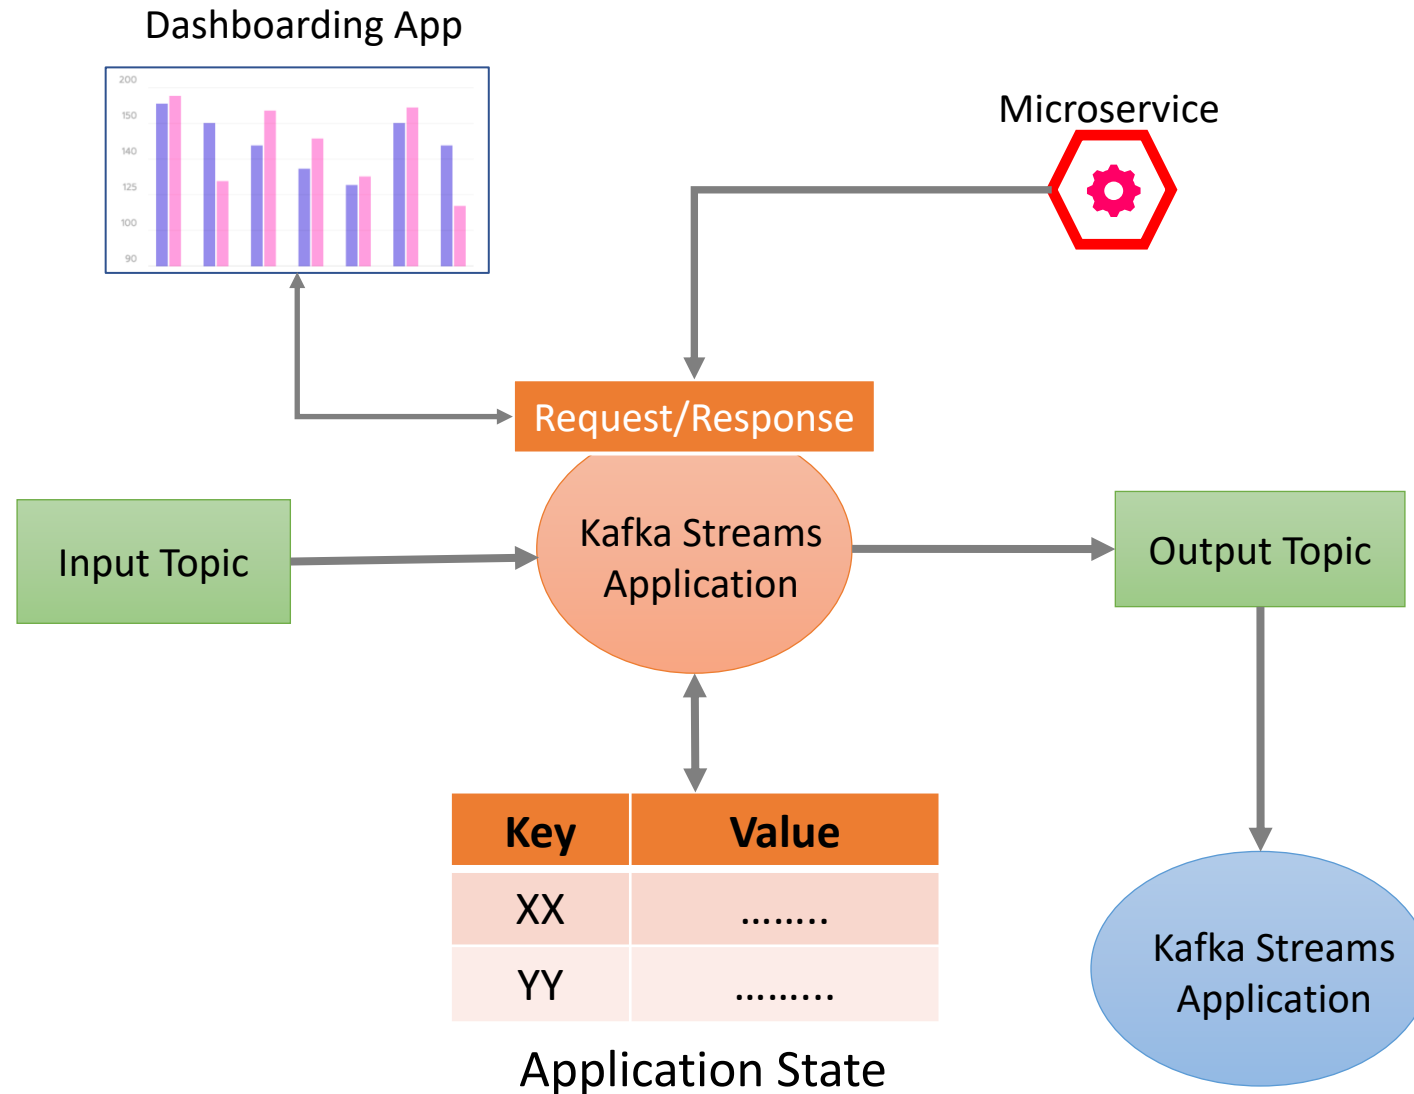 Dashboarding App
200
150
140
125
100
90
Microservice
Request/Response
Input Topic
Kafka Streams
Application
Output Topic
Key Value
XX ........
YY .........
Application State
Kafka Streams
Application